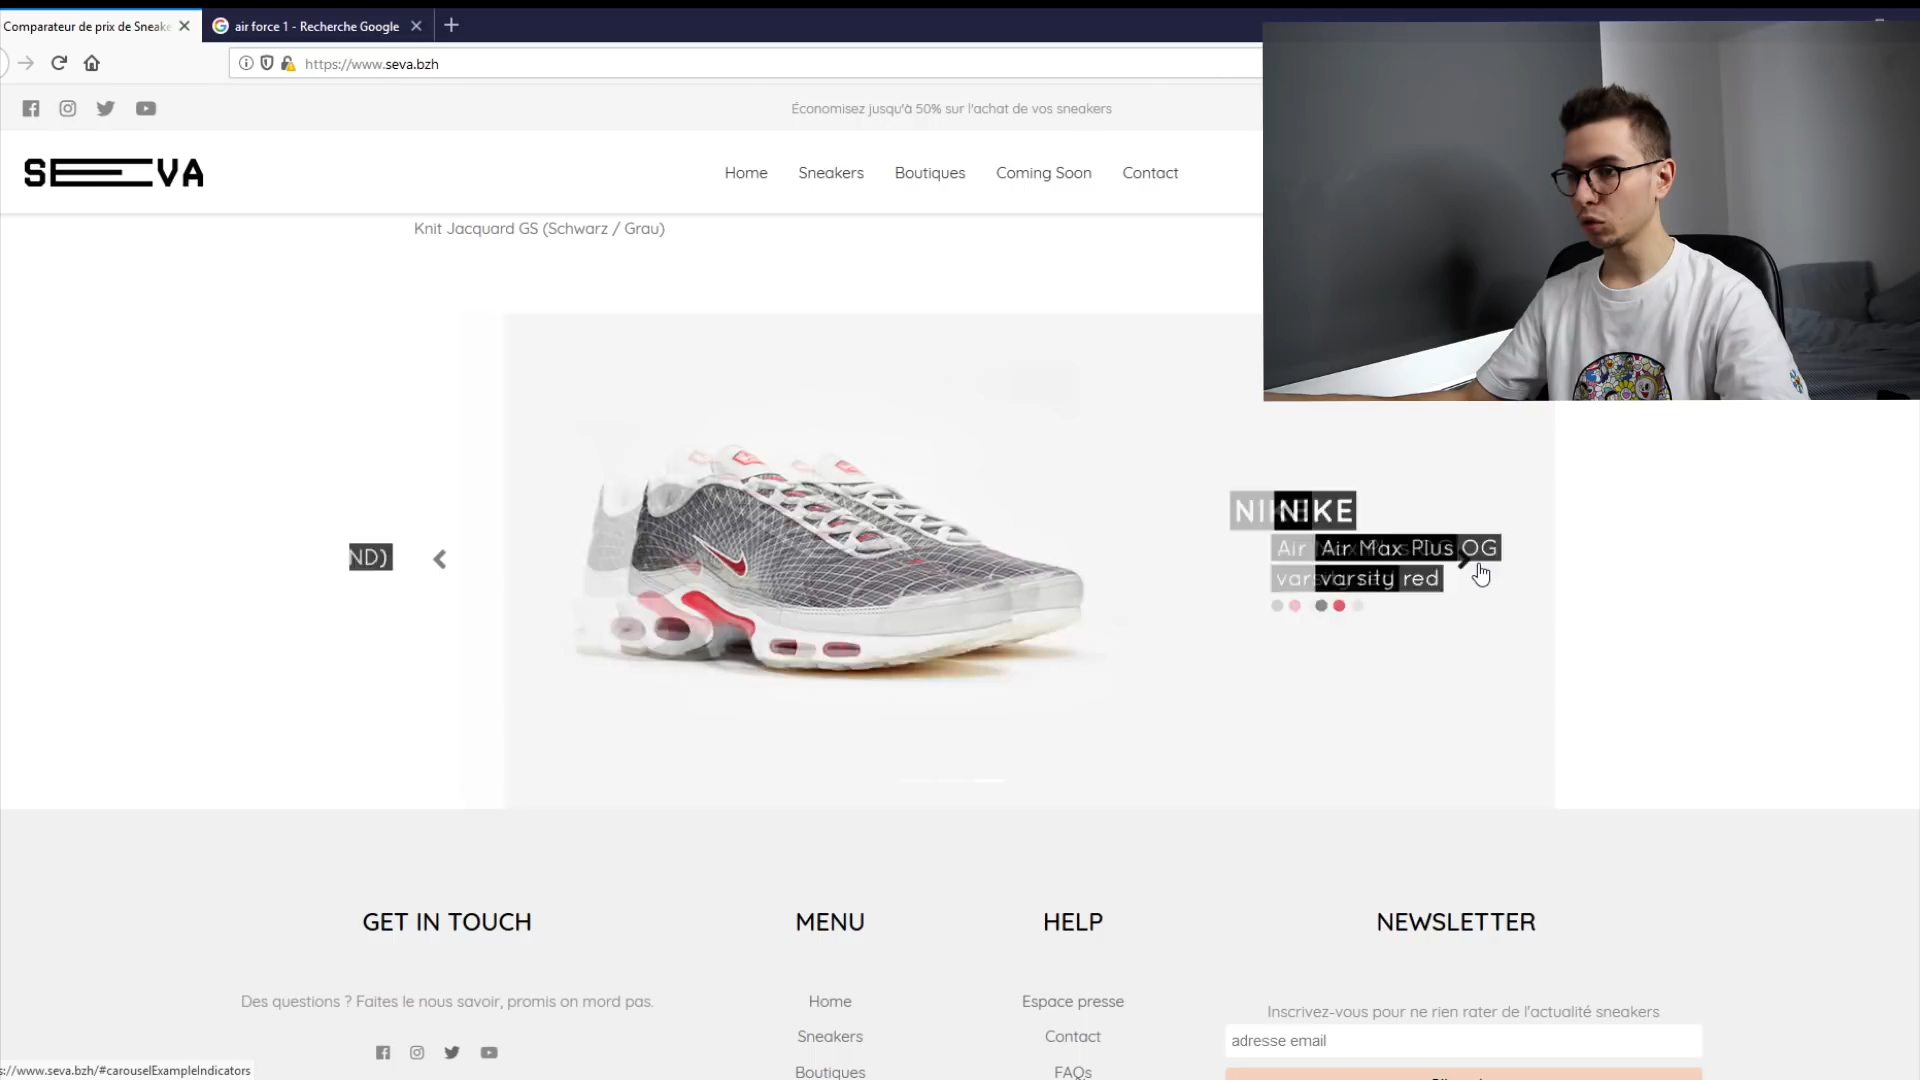 Comparateur de prix de Sneake
air force 1 - Recherche Google
https://www.seva.bzh
Économisez jusqu'à 50% sur l'achat de vos sneakers
SEVA
Home
Sneakers
Boutiques
Coming Soon
Contact
Knit Jacquard GS (Schwarz / Grau)
ND)
NIKE
Air Max Plus OG
varsity red
GET IN TOUCH
MENU
HELP
NEWSLETTER
Des questions ? Faites le nous savoir, promis on mord pas.
Home
Sneakers
Boutiques
Espace presse
Contact
FAQs
Inscrivez-vous pour ne rien rater de l'actualité sneakers
adresse email
s://www.seva.bzh/#carouselExampleIndicators